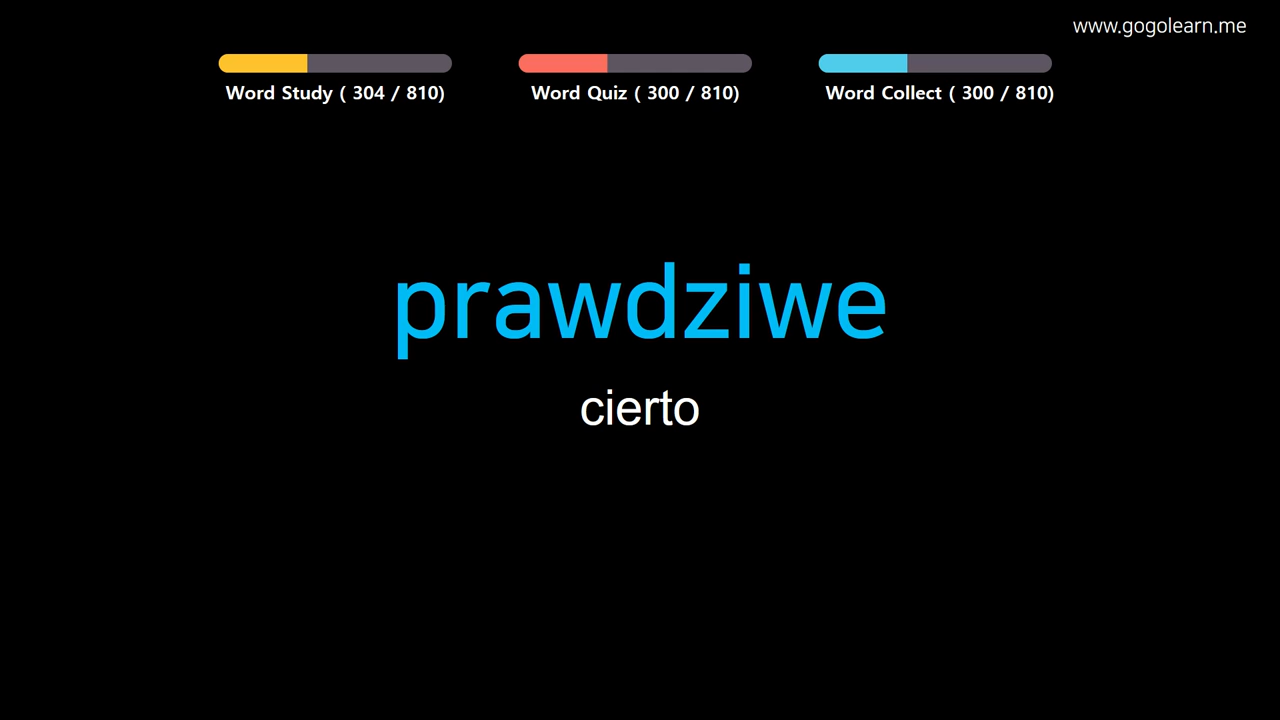 www.gogolearn.me
Word Study ( 304 / 810)
Word Quiz ( 300 / 810)
Word Collect ( 300 / 810)
prawdziwe
cierto